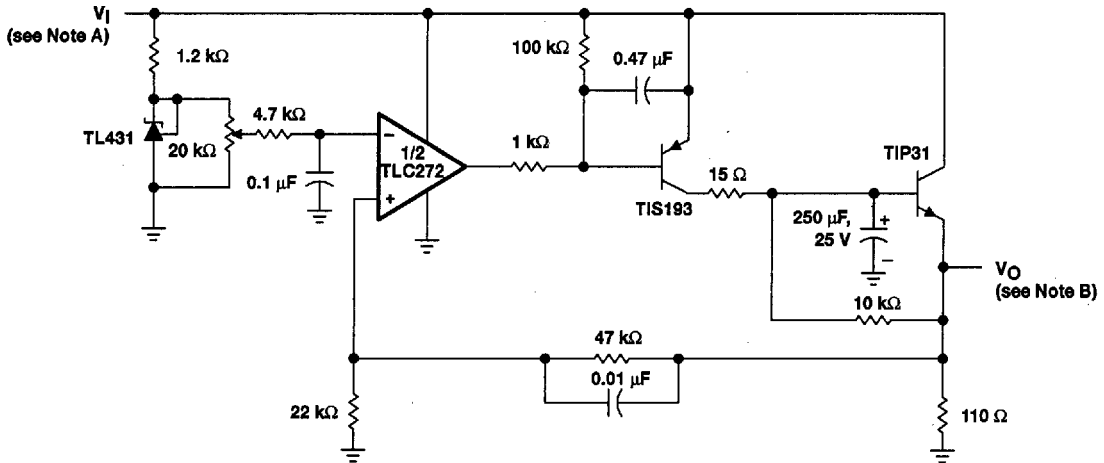 VI
(see Note A)
1.2 kΩ
TL431
20 kΩ
4.7 kΩ
0.1 μF
−
1/2
TLC272
+
1 kΩ
100 kΩ
0.47 μF
TIS193
15 Ω
TIP31
250 μF,
25 V
+
−
VO
(see Note B)
10 kΩ
47 kΩ
0.01 μF
22 kΩ
110 Ω